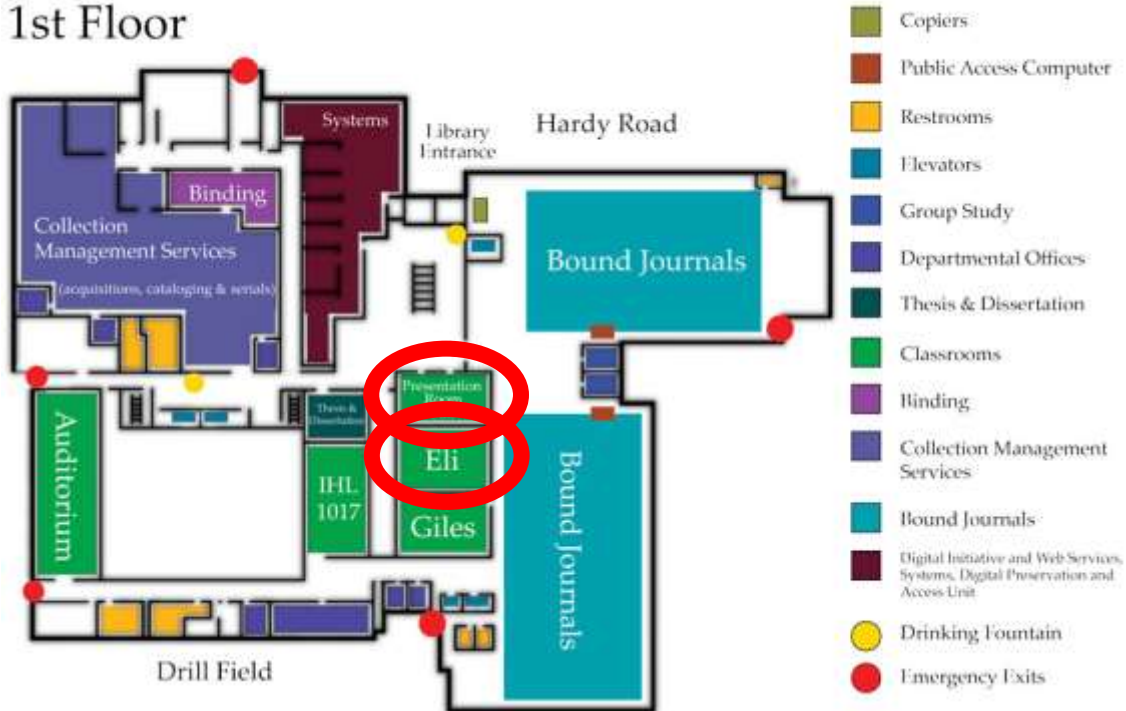 1st Floor
Systems
Library
Entrance
Hardy Road
Binding
Collection
Management Services
(acquisitions, cataloging & serials)
Bound Journals
Presentation
Room
Thesis &
Dissertation
Auditorium
Eli
IHL
1017
Giles
Bound Journals
Drill Field
Copiers
Public Access Computer
Restrooms
Elevators
Group Study
Departmental Offices
Thesis & Dissertation
Classrooms
Binding
Collection Management
Services
Bound Journals
Digital Initiative and Web Services,
Systems, Digital Preservation and
Access Unit
Drinking Fountain
Emergency Exits